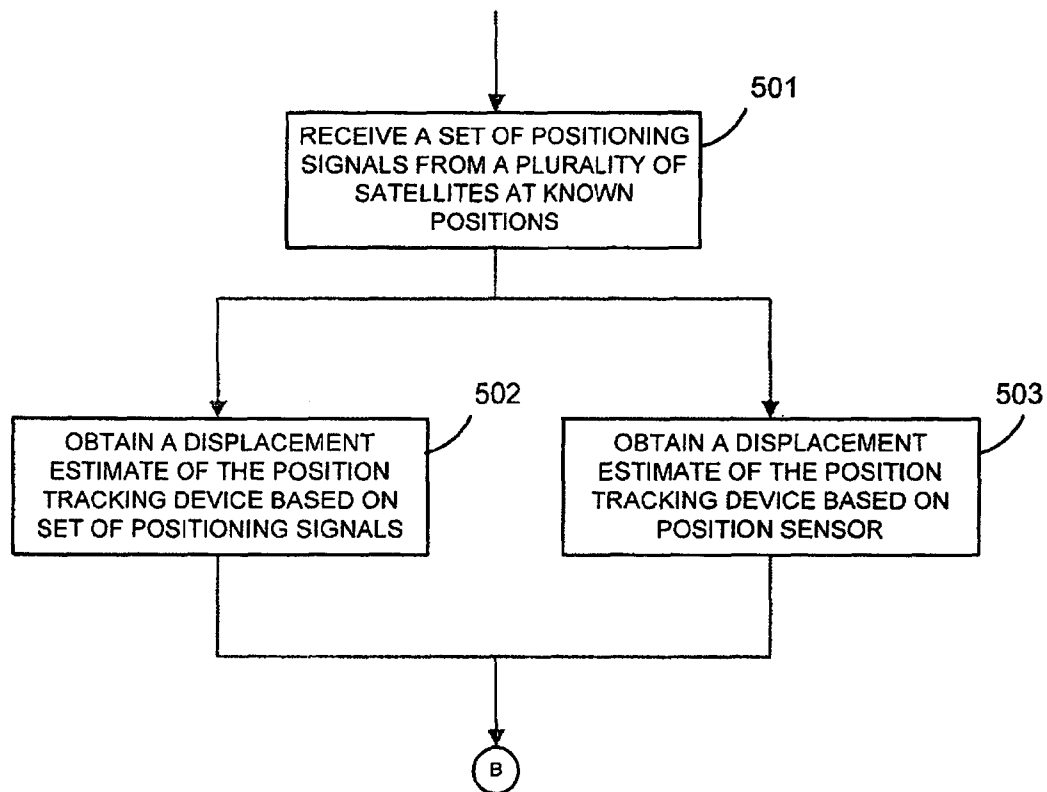 501
RECEIVE A SET OF POSITIONING
SIGNALS FROM A PLURALITY OF
SATELLITES AT KNOWN
POSITIONS
502
OBTAIN A DISPLACEMENT
ESTIMATE OF THE POSITION
TRACKING DEVICE BASED ON
SET OF POSITIONING SIGNALS
503
OBTAIN A DISPLACEMENT
ESTIMATE OF THE POSITION
TRACKING DEVICE BASED ON
POSITION SENSOR
B